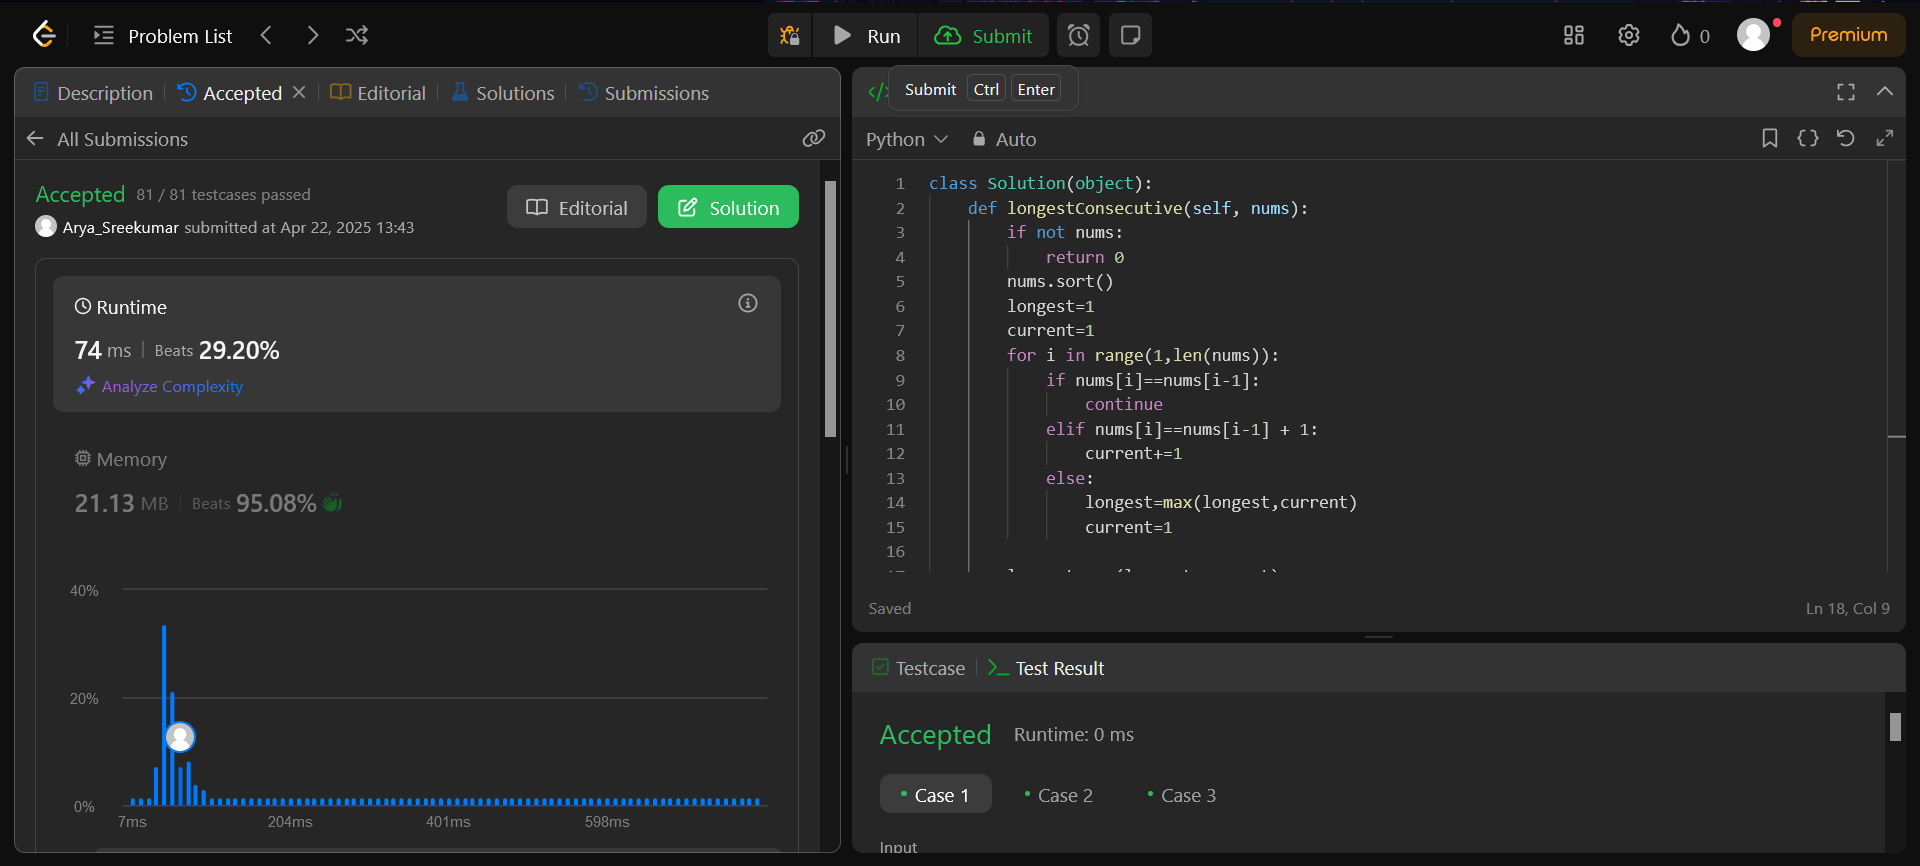 Problem List
Run
Submit
0
Premium
Description
Accepted
Editorial
Solutions
Submissions
All Submissions
Accepted 81 / 81 testcases passed
Arya_Sreekumar submitted at Apr 22, 2025 13:43
Editorial
Solution
Runtime
74 ms Beats 29.20%
Analyze Complexity
Memory
21.13 MB Beats 95.08%
40%
20%
0%
7ms 204ms 401ms 598ms
</>
Submit Ctrl Enter
Python Auto
1 class Solution(object):
2 def longestConsecutive(self, nums):
3 if not nums:
4 return 0
5 nums.sort()
6 longest=1
7 current=1
8 for i in range(1,len(nums)):
9 if nums[i]==nums[i-1]:
10 continue
11 elif nums[i]==nums[i-1] + 1:
12 current+=1
13 else:
14 longest=max(longest,current)
15 current=1
16
Saved Ln 18, Col 9
Testcase
Test Result
Accepted Runtime: 0 ms
Case 1 Case 2 Case 3
Input